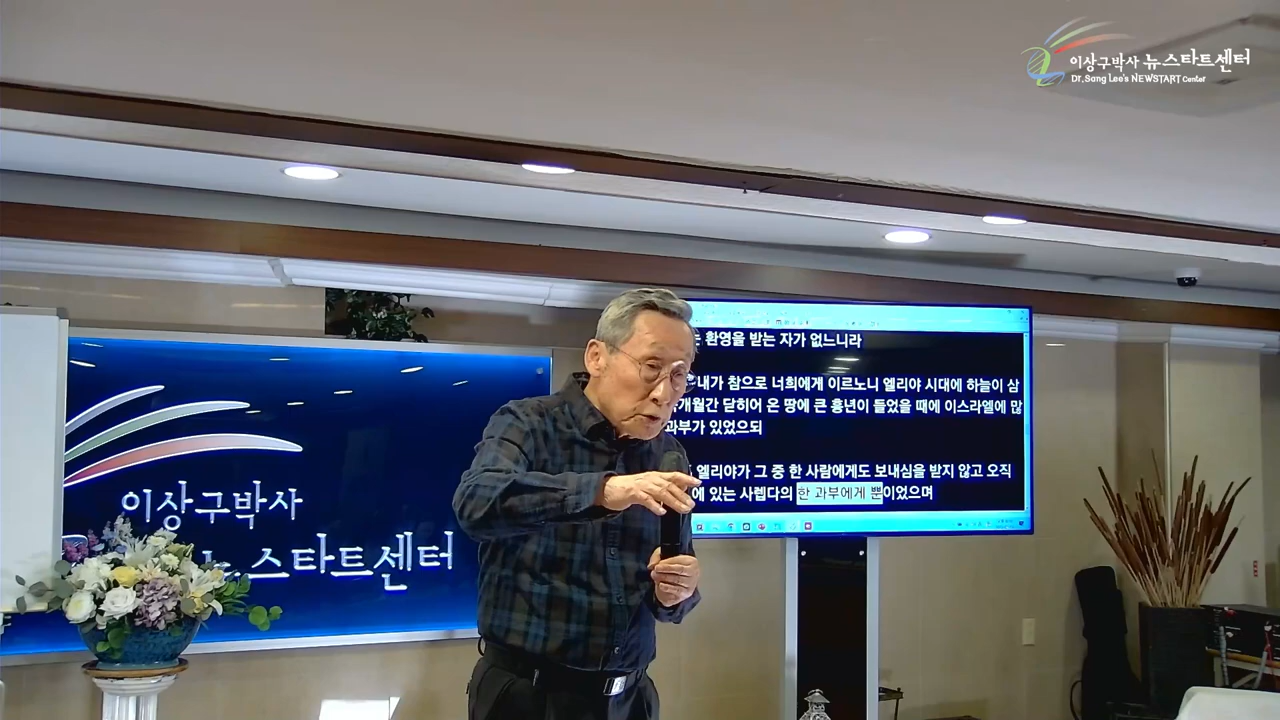 이상구박사 뉴스타트센터
Dr. Sang Lee's NEWSTART Center
환영을 받는 자가 없느니라
내가 참으로 너희에게 이르노니 엘리야 시대에 하늘이 삼
개월간 닫히어 온 땅에 큰 흉년이 들었을 때에 이스라엘에 많
과부가 있었으되
엘리야가 그 중 한 사람에게도 보내심을 받지 않고 오직
에 있는 사렙다의 한 과부에게 뿐이었으며
이상구박사
뉴스타트센터